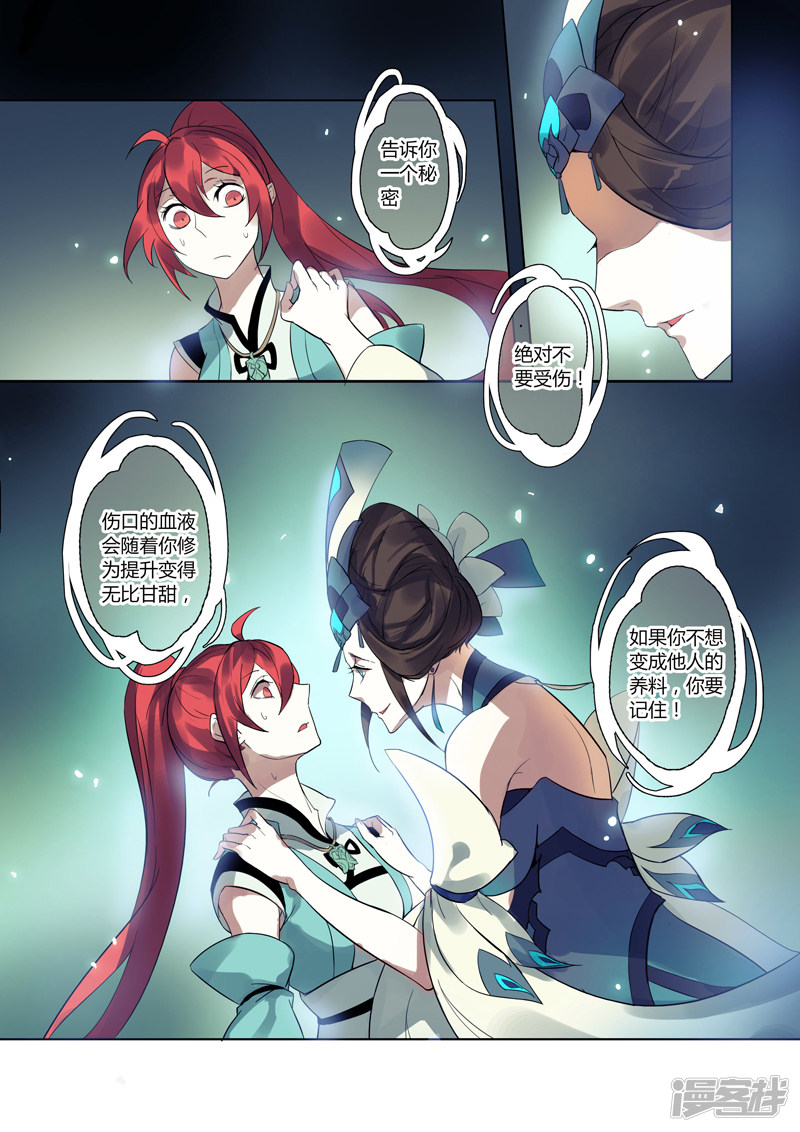 告诉你
一个秘
密
绝对不
要受伤！
伤口的血液
会随着你修
为提升变得
无比甘甜，
如果你不想
变成他人的
养料，你要
记住！
漫客栈